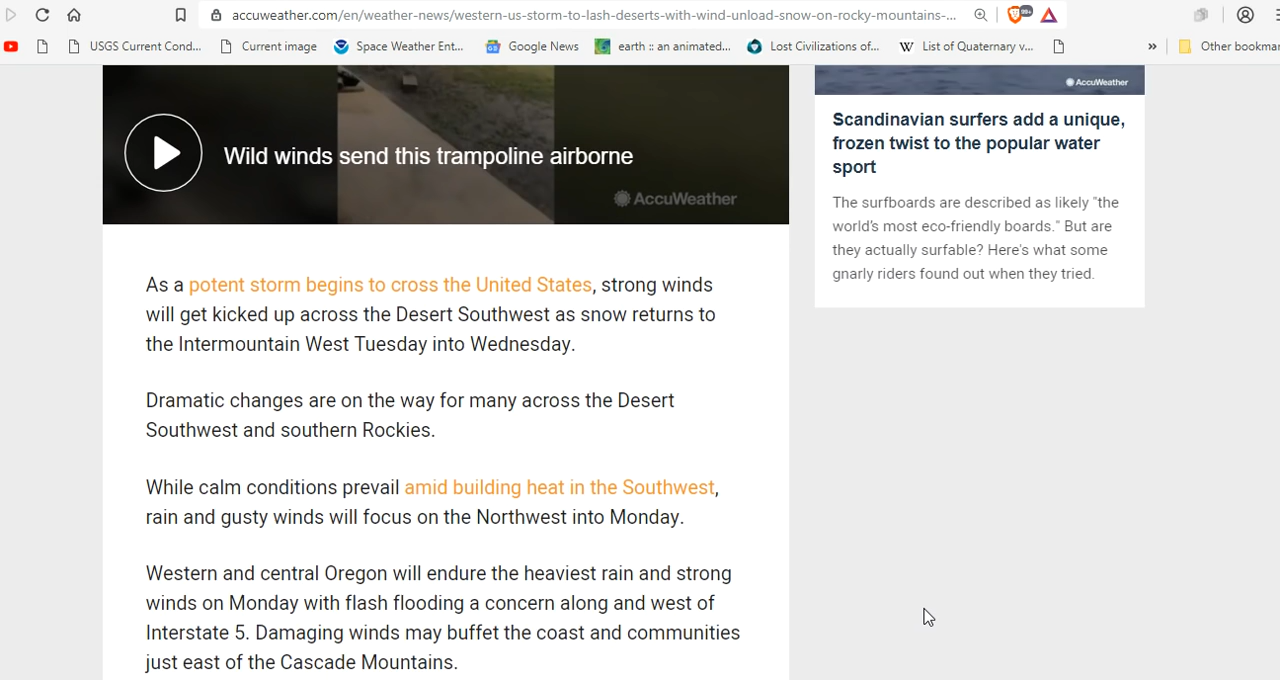 accuweather.com/en/weather-news/western-us-storm-to-lash-deserts-with-wind-unload-snow-on-rocky-mountains-...
99+
USGS Current Cond...
Current image
Space Weather Ent...
Google News
earth :: an animated...
Lost Civilizations of...
W
List of Quaternary v...
»
Other bookmar
Wild winds send this trampoline airborne
AccuWeather
AccuWeather
Scandinavian surfers add a unique,
frozen twist to the popular water
sport
The surfboards are described as likely "the
world's most eco-friendly boards." But are
they actually surfable? Here's what some
gnarly riders found out when they tried.
As a potent storm begins to cross the United States, strong winds
will get kicked up across the Desert Southwest as snow returns to
the Intermountain West Tuesday into Wednesday.
Dramatic changes are on the way for many across the Desert
Southwest and southern Rockies.
While calm conditions prevail amid building heat in the Southwest,
rain and gusty winds will focus on the Northwest into Monday.
Western and central Oregon will endure the heaviest rain and strong
winds on Monday with flash flooding a concern along and west of
Interstate 5. Damaging winds may buffet the coast and communities
just east of the Cascade Mountains.